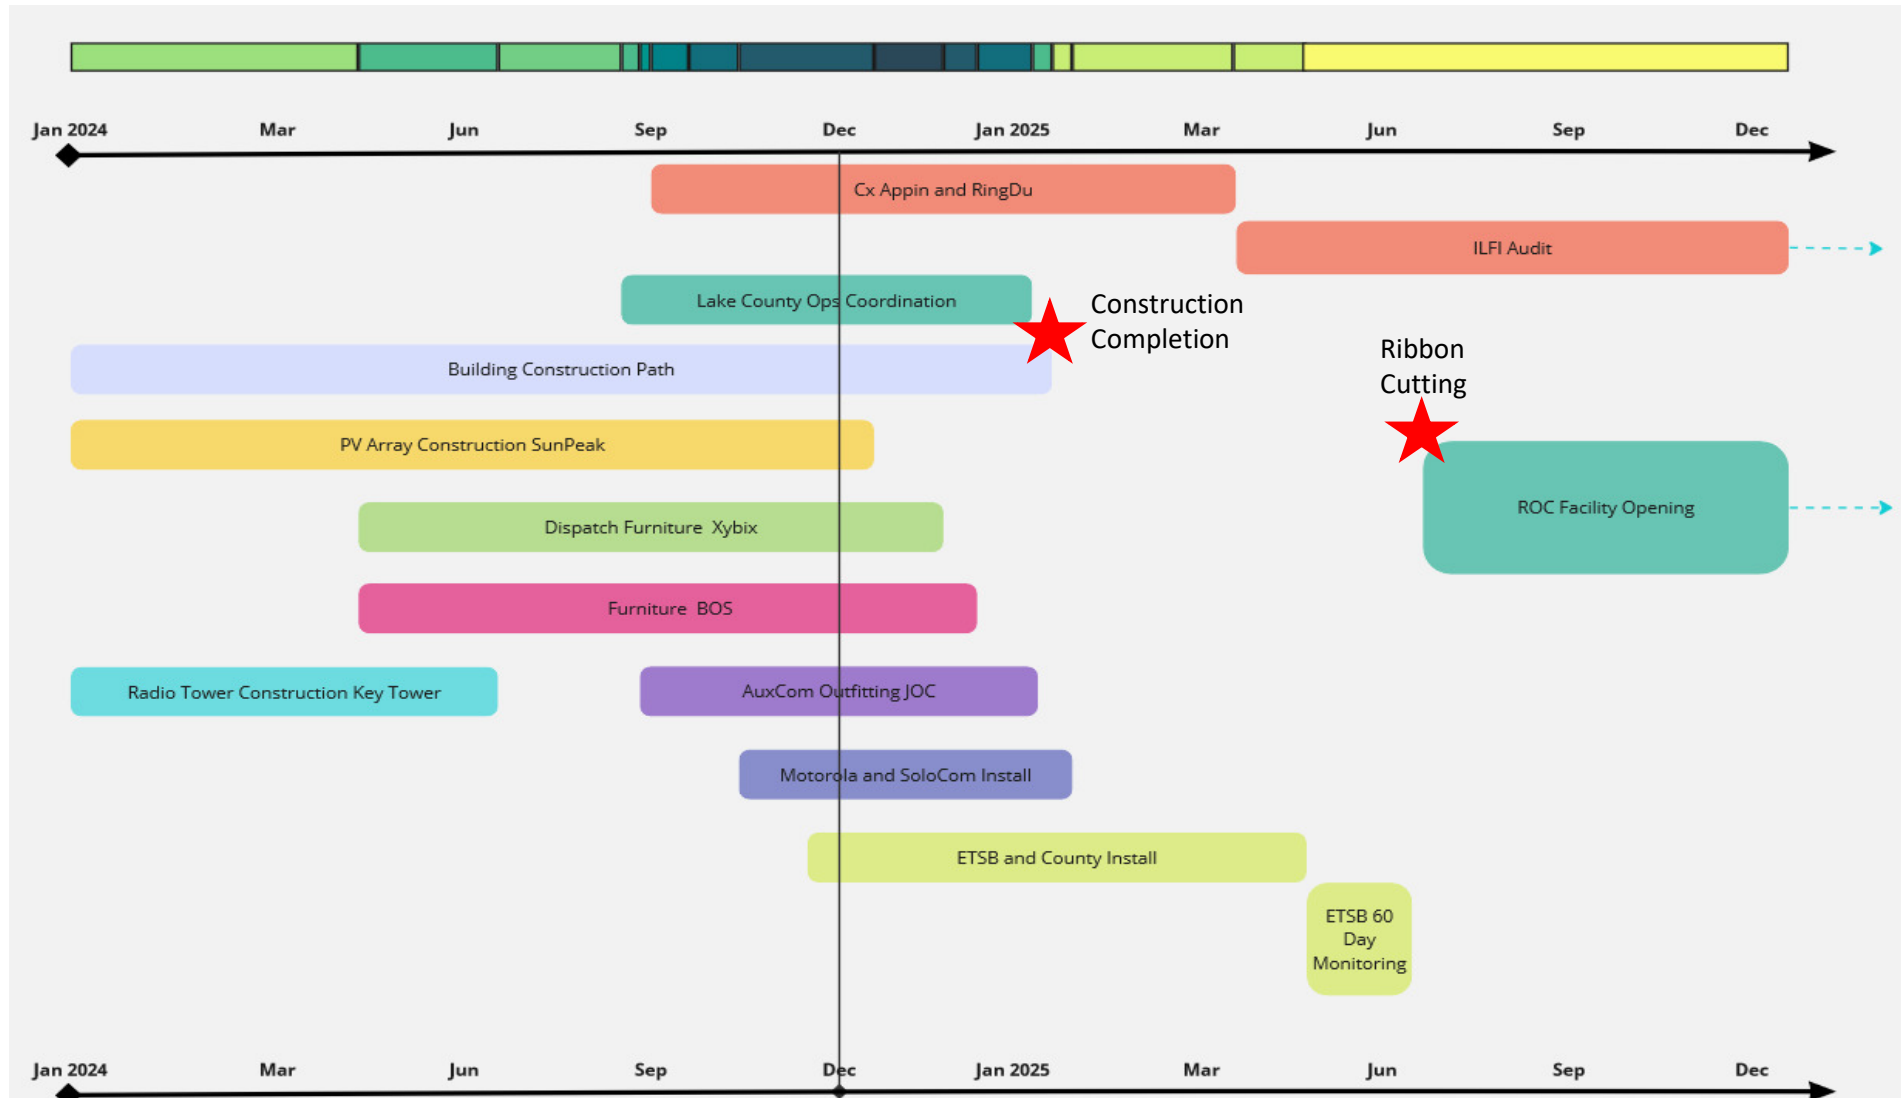 Jan 2024 Mar Jun Sep Dec Jan 2025 Mar Jun Sep Dec
Cx Appin and RingDu
ILFI Audit
Lake County Ops Coordination
Construction
Completion
Building Construction Path
Ribbon
Cutting
PV Array Construction SunPeak
ROC Facility Opening
Dispatch Furniture Xybix
Furniture BOS
Radio Tower Construction Key Tower
AuxCom Outfitting JOC
Motorola and SoloCom Install
ETSB and County Install
ETSB 60
Day
Monitoring
Jan 2024 Mar Jun Sep Dec Jan 2025 Mar Jun Sep Dec